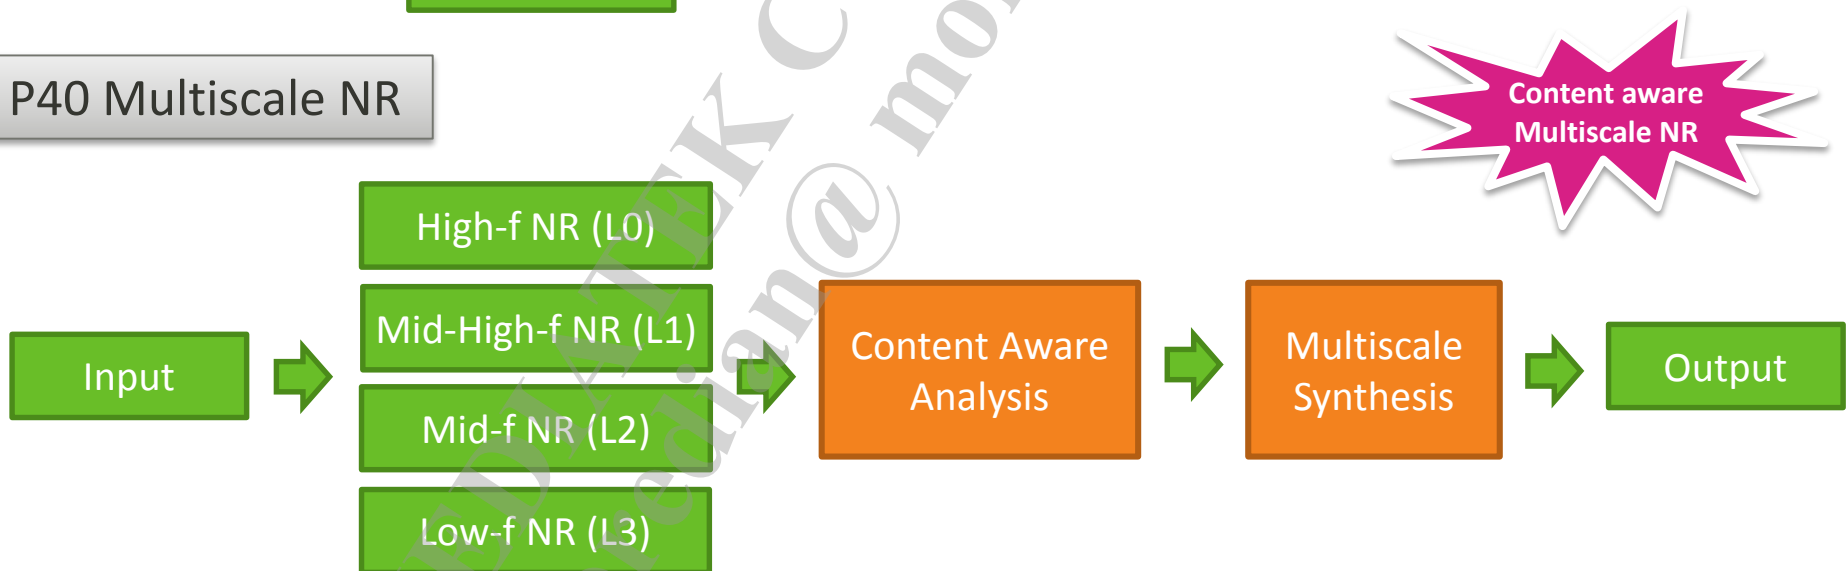 P40 Multiscale NR
Content aware
Multiscale NR
High-f NR (L0)
Mid-High-f NR (L1)
Mid-f NR (L2)
Low-f NR (L3)
Input
Content Aware
Analysis
Multiscale
Synthesis
Output